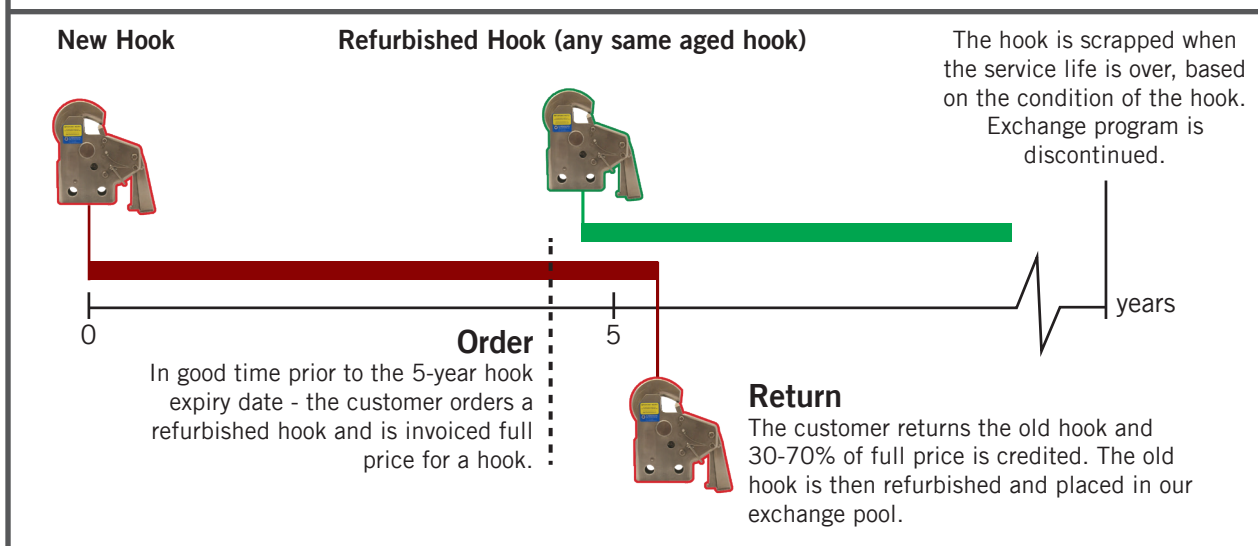 New Hook
Refurbished Hook (any same aged hook)
The hook is scrapped when
the service life is over, based
on the condition of the hook.
Exchange program is
discontinued.
0
5
years
Order
In good time prior to the 5-year hook
expiry date - the customer orders a
refurbished hook and is invoiced full
price for a hook.
Return
The customer returns the old hook and
30-70% of full price is credited. The old
hook is then refurbished and placed in our
exchange pool.